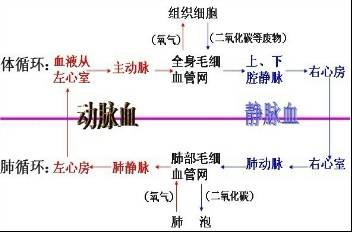 组织细胞
（氧气）
（二氧化碳等废物）
体循环：
血液从
左心室
主动脉
全身毛细
血管网
上、下
腔静脉
右心房
动脉血
静脉血
肺循环：
左心房
肺静脉
肺部毛细
血管网
肺动脉
右心室
（氧气）
（二氧化碳）
肺 泡